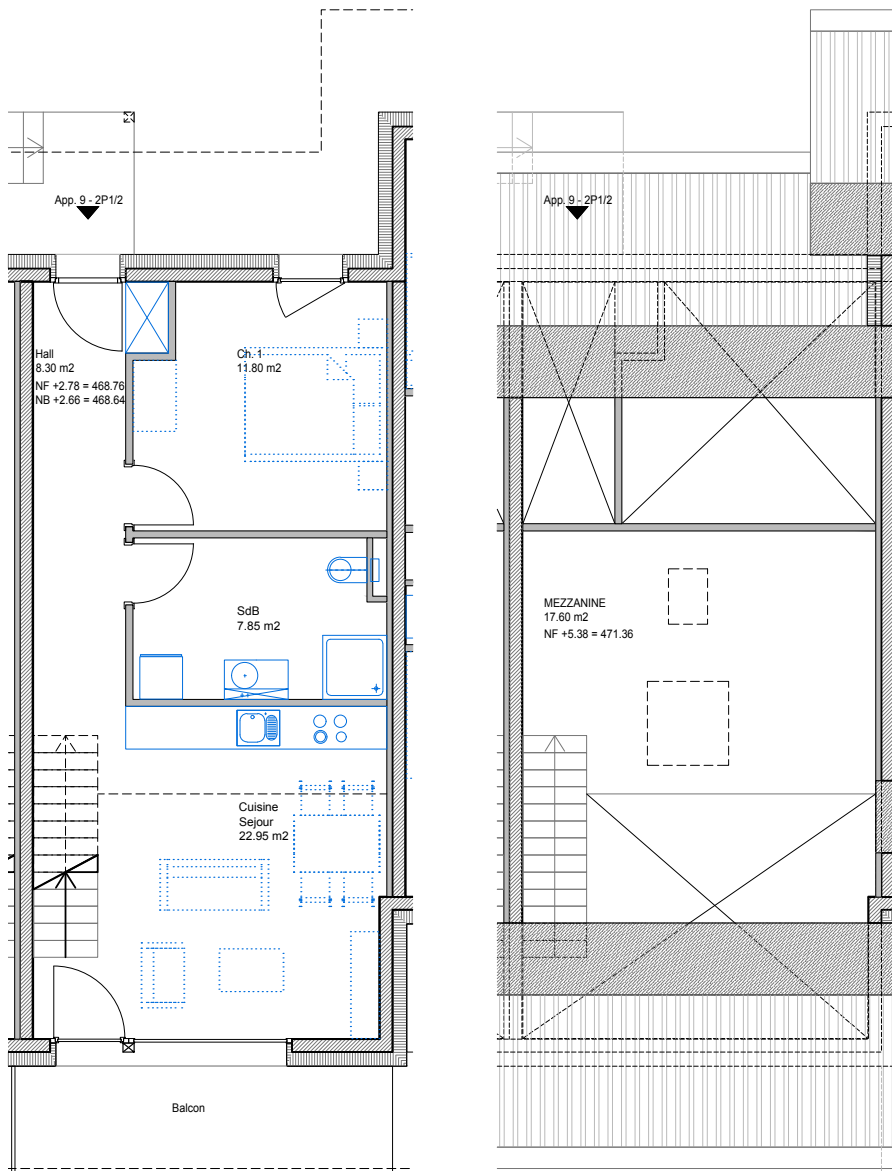 App. 9 - 2P1/2
Hall
8.30 m2
NF +2.78 = 468.76
NB +2.66 = 468.64
Ch. 1
11.80 m2
SdB
7.85 m2
Cuisine
Sejour
22.95 m2
Balcon
App. 9 - 2P1/2
MEZZANINE
17.60 m2
NF +5.38 = 471.36